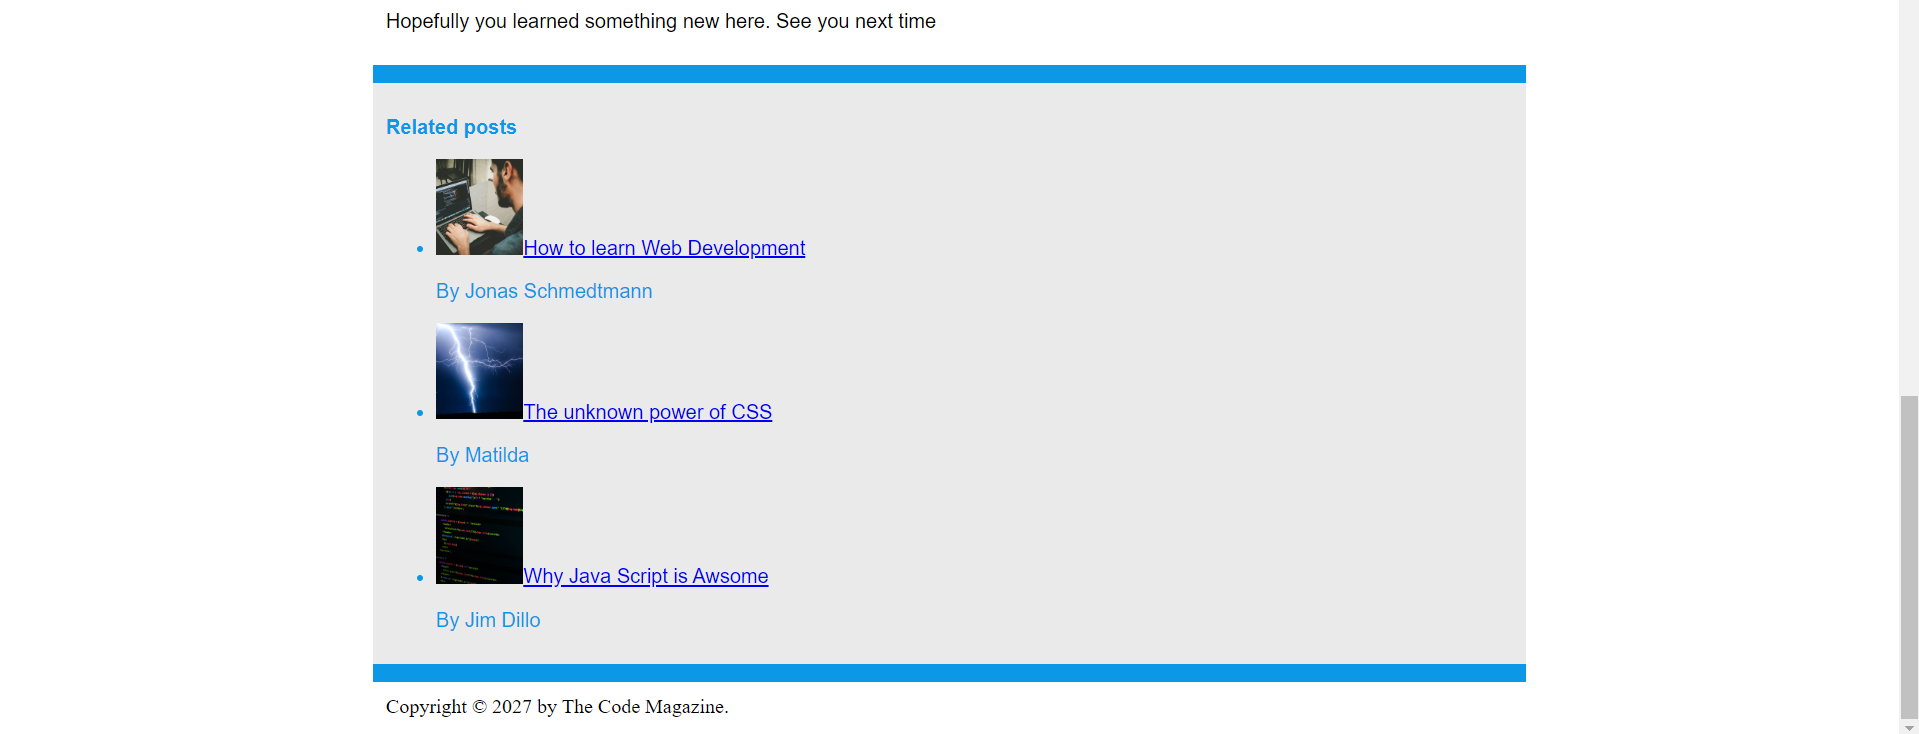 Hopefully you learned something new here. See you next time
Related posts
How to learn Web Development
By Jonas Schmedtmann
The unknown power of CSS
By Matilda
Why Java Script is Awsome
By Jim Dillo
Copyright © 2027 by The Code Magazine.